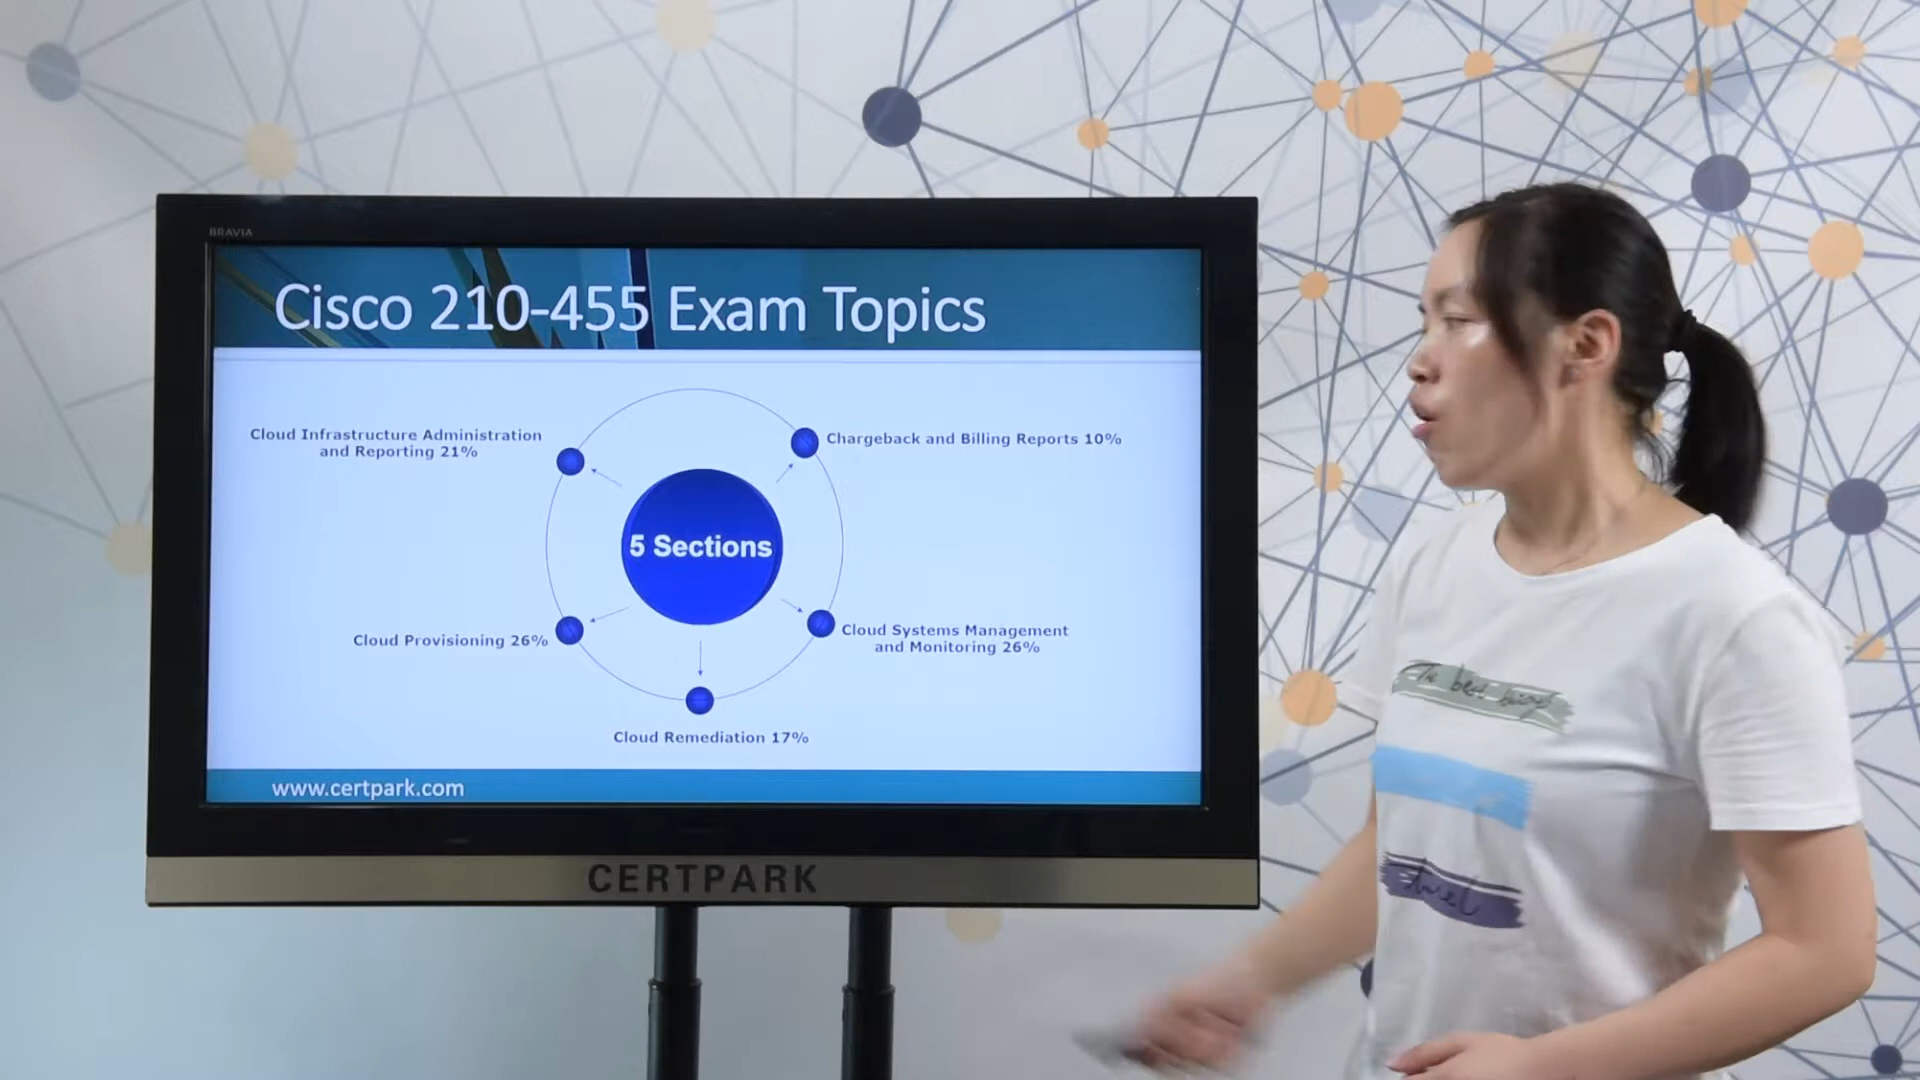 BRAVIA
Cisco 210-455 Exam Topics
Cloud Infrastructure Administration
and Reporting 21%
Chargeback and Billing Reports 10%
5 Sections
Cloud Provisioning 26%
Cloud Systems Management
and Monitoring 26%
Cloud Remediation 17%
www.certpark.com
CERTPARK